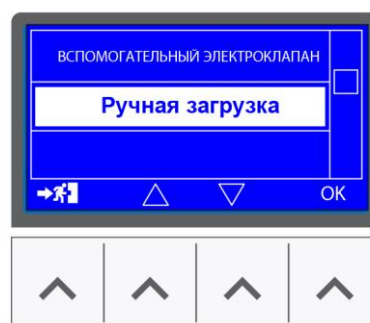 ВСПОМОГАТЕЛЬНЫЙ ЭЛЕКТРОКЛАПАН
Ручная загрузка
OK